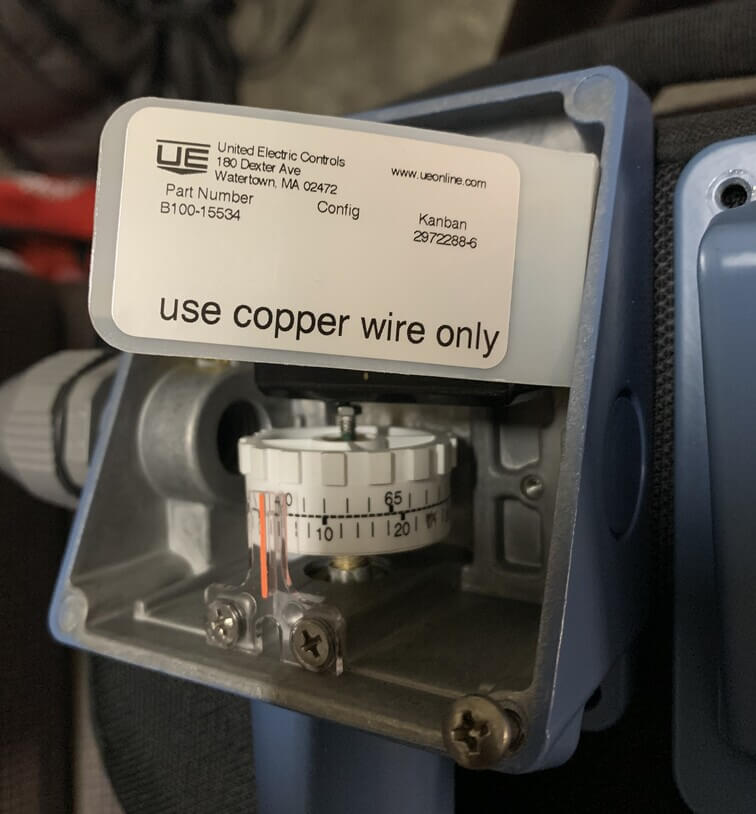 UE
United Electric Controls
180 Dexter Ave
Watertown, MA 02472
www.ueonline.com
Part Number
B100-15534
Config
Kanban
2972288-6
use copper wire only
65
10
20